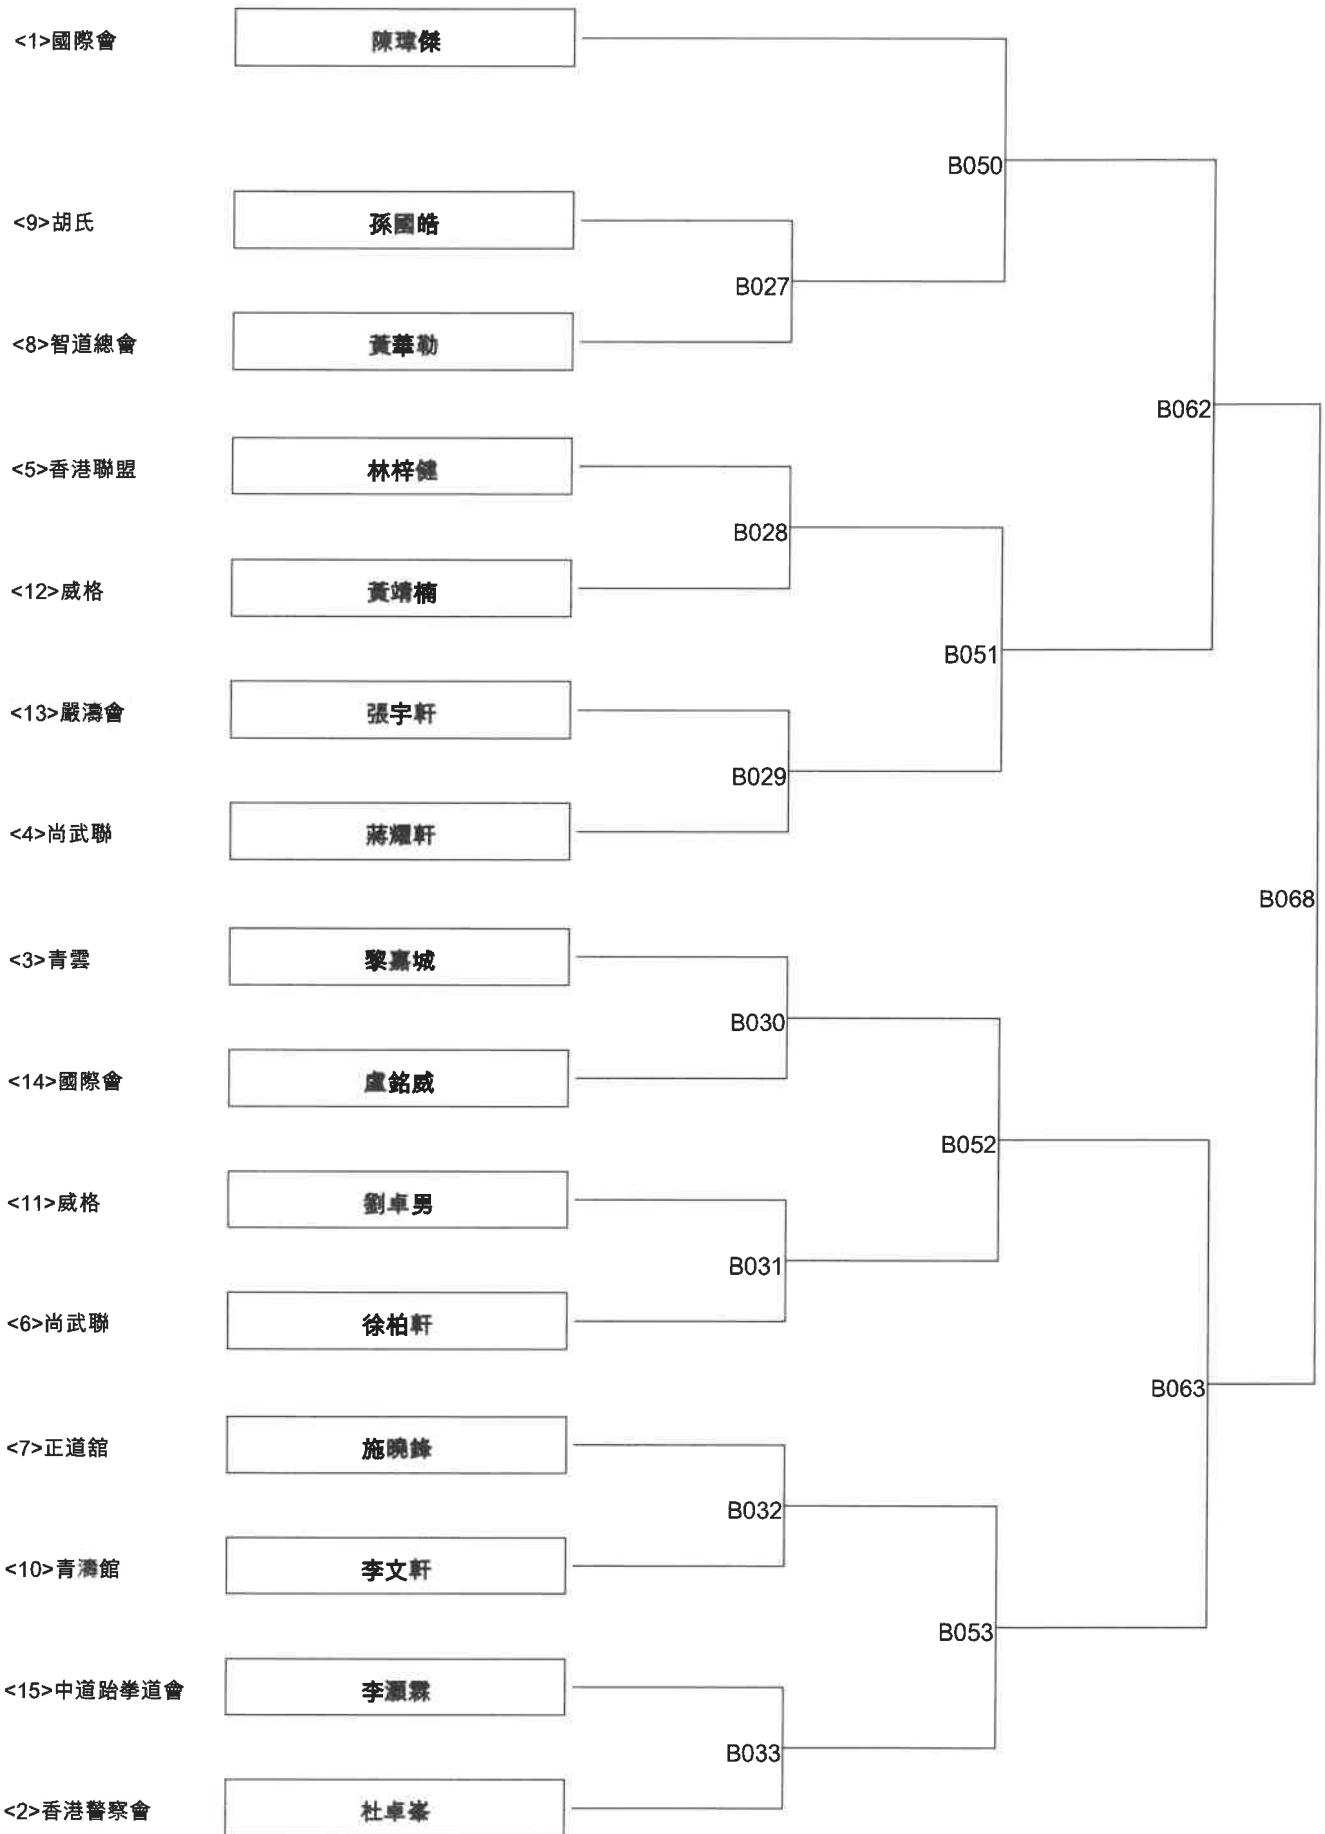 <1>國際會 陳瑋傑
B050
<9>胡氏 孫國皓
B027
<8>智道總會 黃華勒
B062
<5>香港聯盟 林梓健
B028
<12>威格 黃靖楠
B051
<13>嚴濤會 張宇軒
B029
<4>尚武聯 蔣耀軒
B068
<3>青雲 黎嘉城
B030
<14>國際會 盧銘威
B052
<11>威格 劉卓男
B031
<6>尚武聯 徐柏軒
B063
<7>正道舘 施曉鋒
B032
<10>青濤館 李文軒
B053
<15>中道跆拳道會 李灝霖
B033
<2>香港警察會 杜卓峯